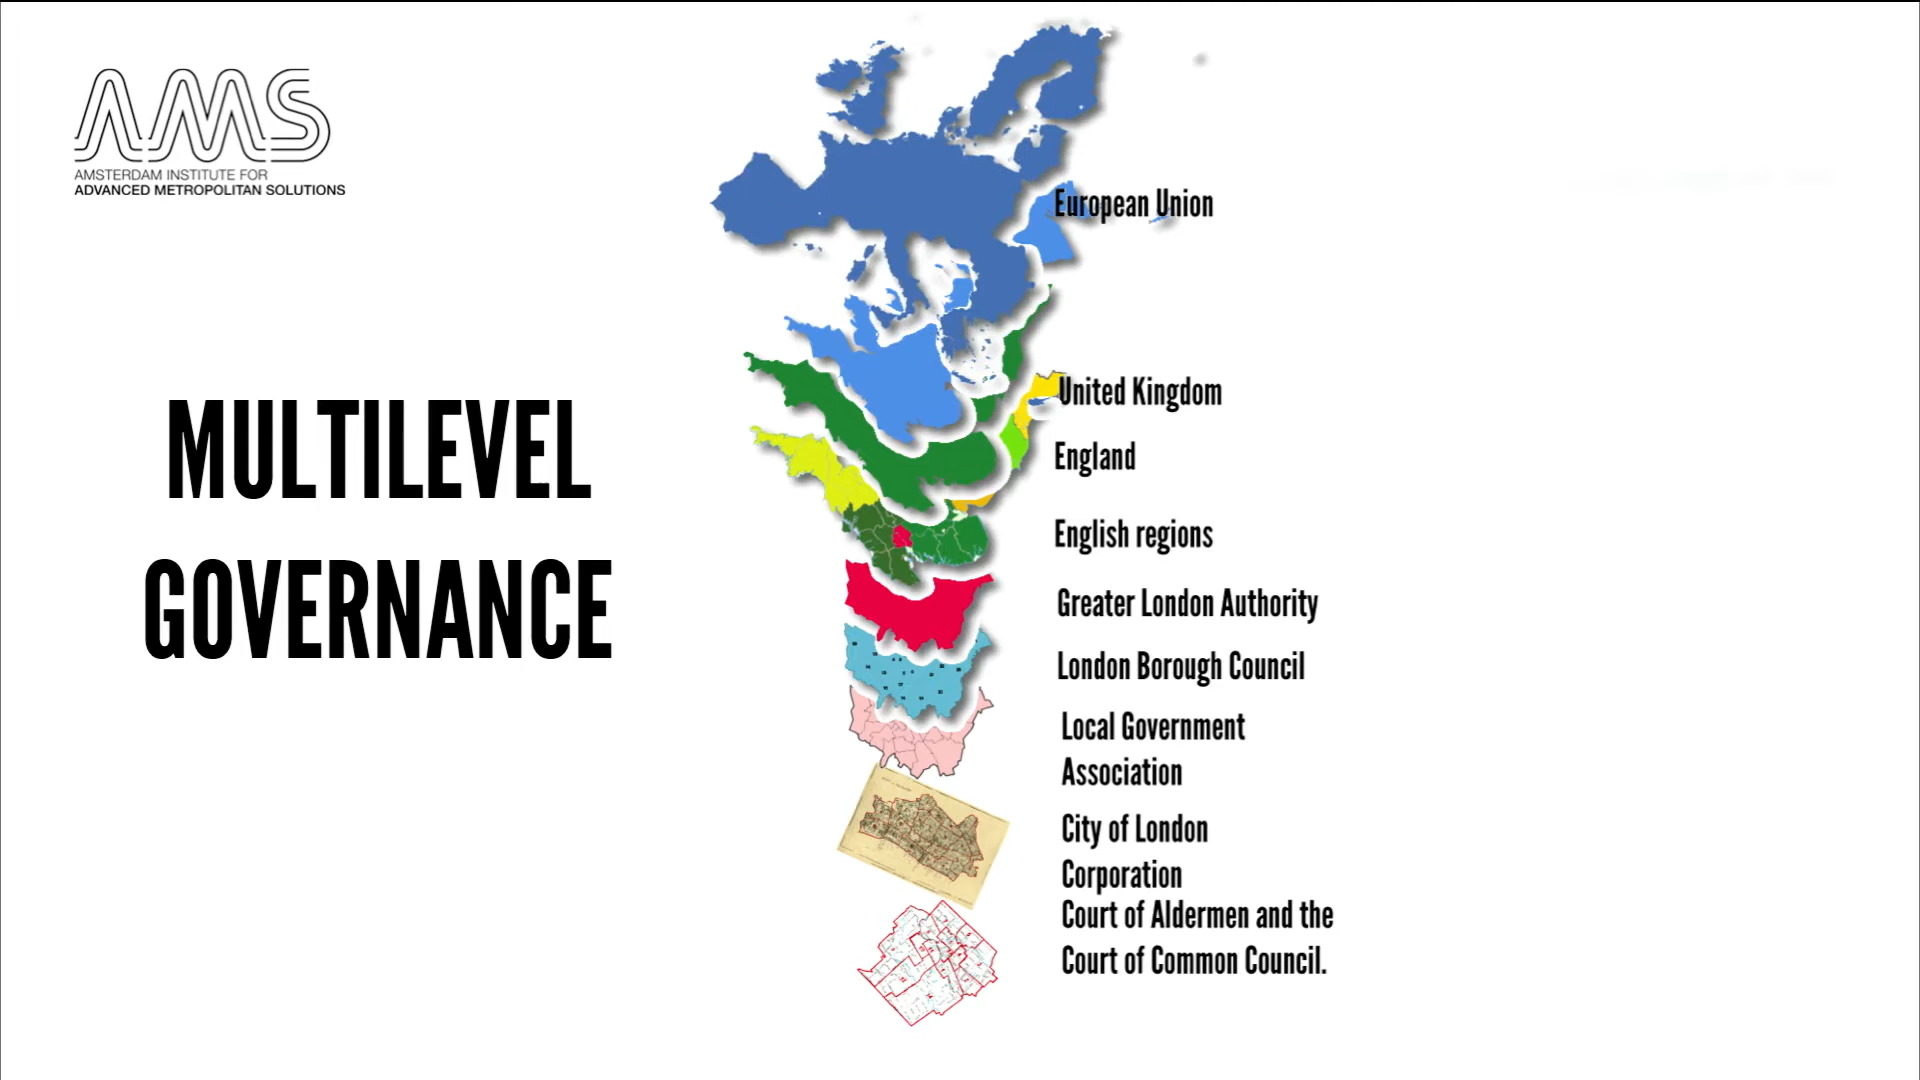 AMS
AMSTERDAM INSTITUTE FOR
ADVANCED METROPOLITAN SOLUTIONS
MULTILEVEL
GOVERNANCE
European Union
United Kingdom
England
English regions
Greater London Authority
London Borough Council
Local Government
Association
City of London
Corporation
Court of Aldermen and the
Court of Common Council.